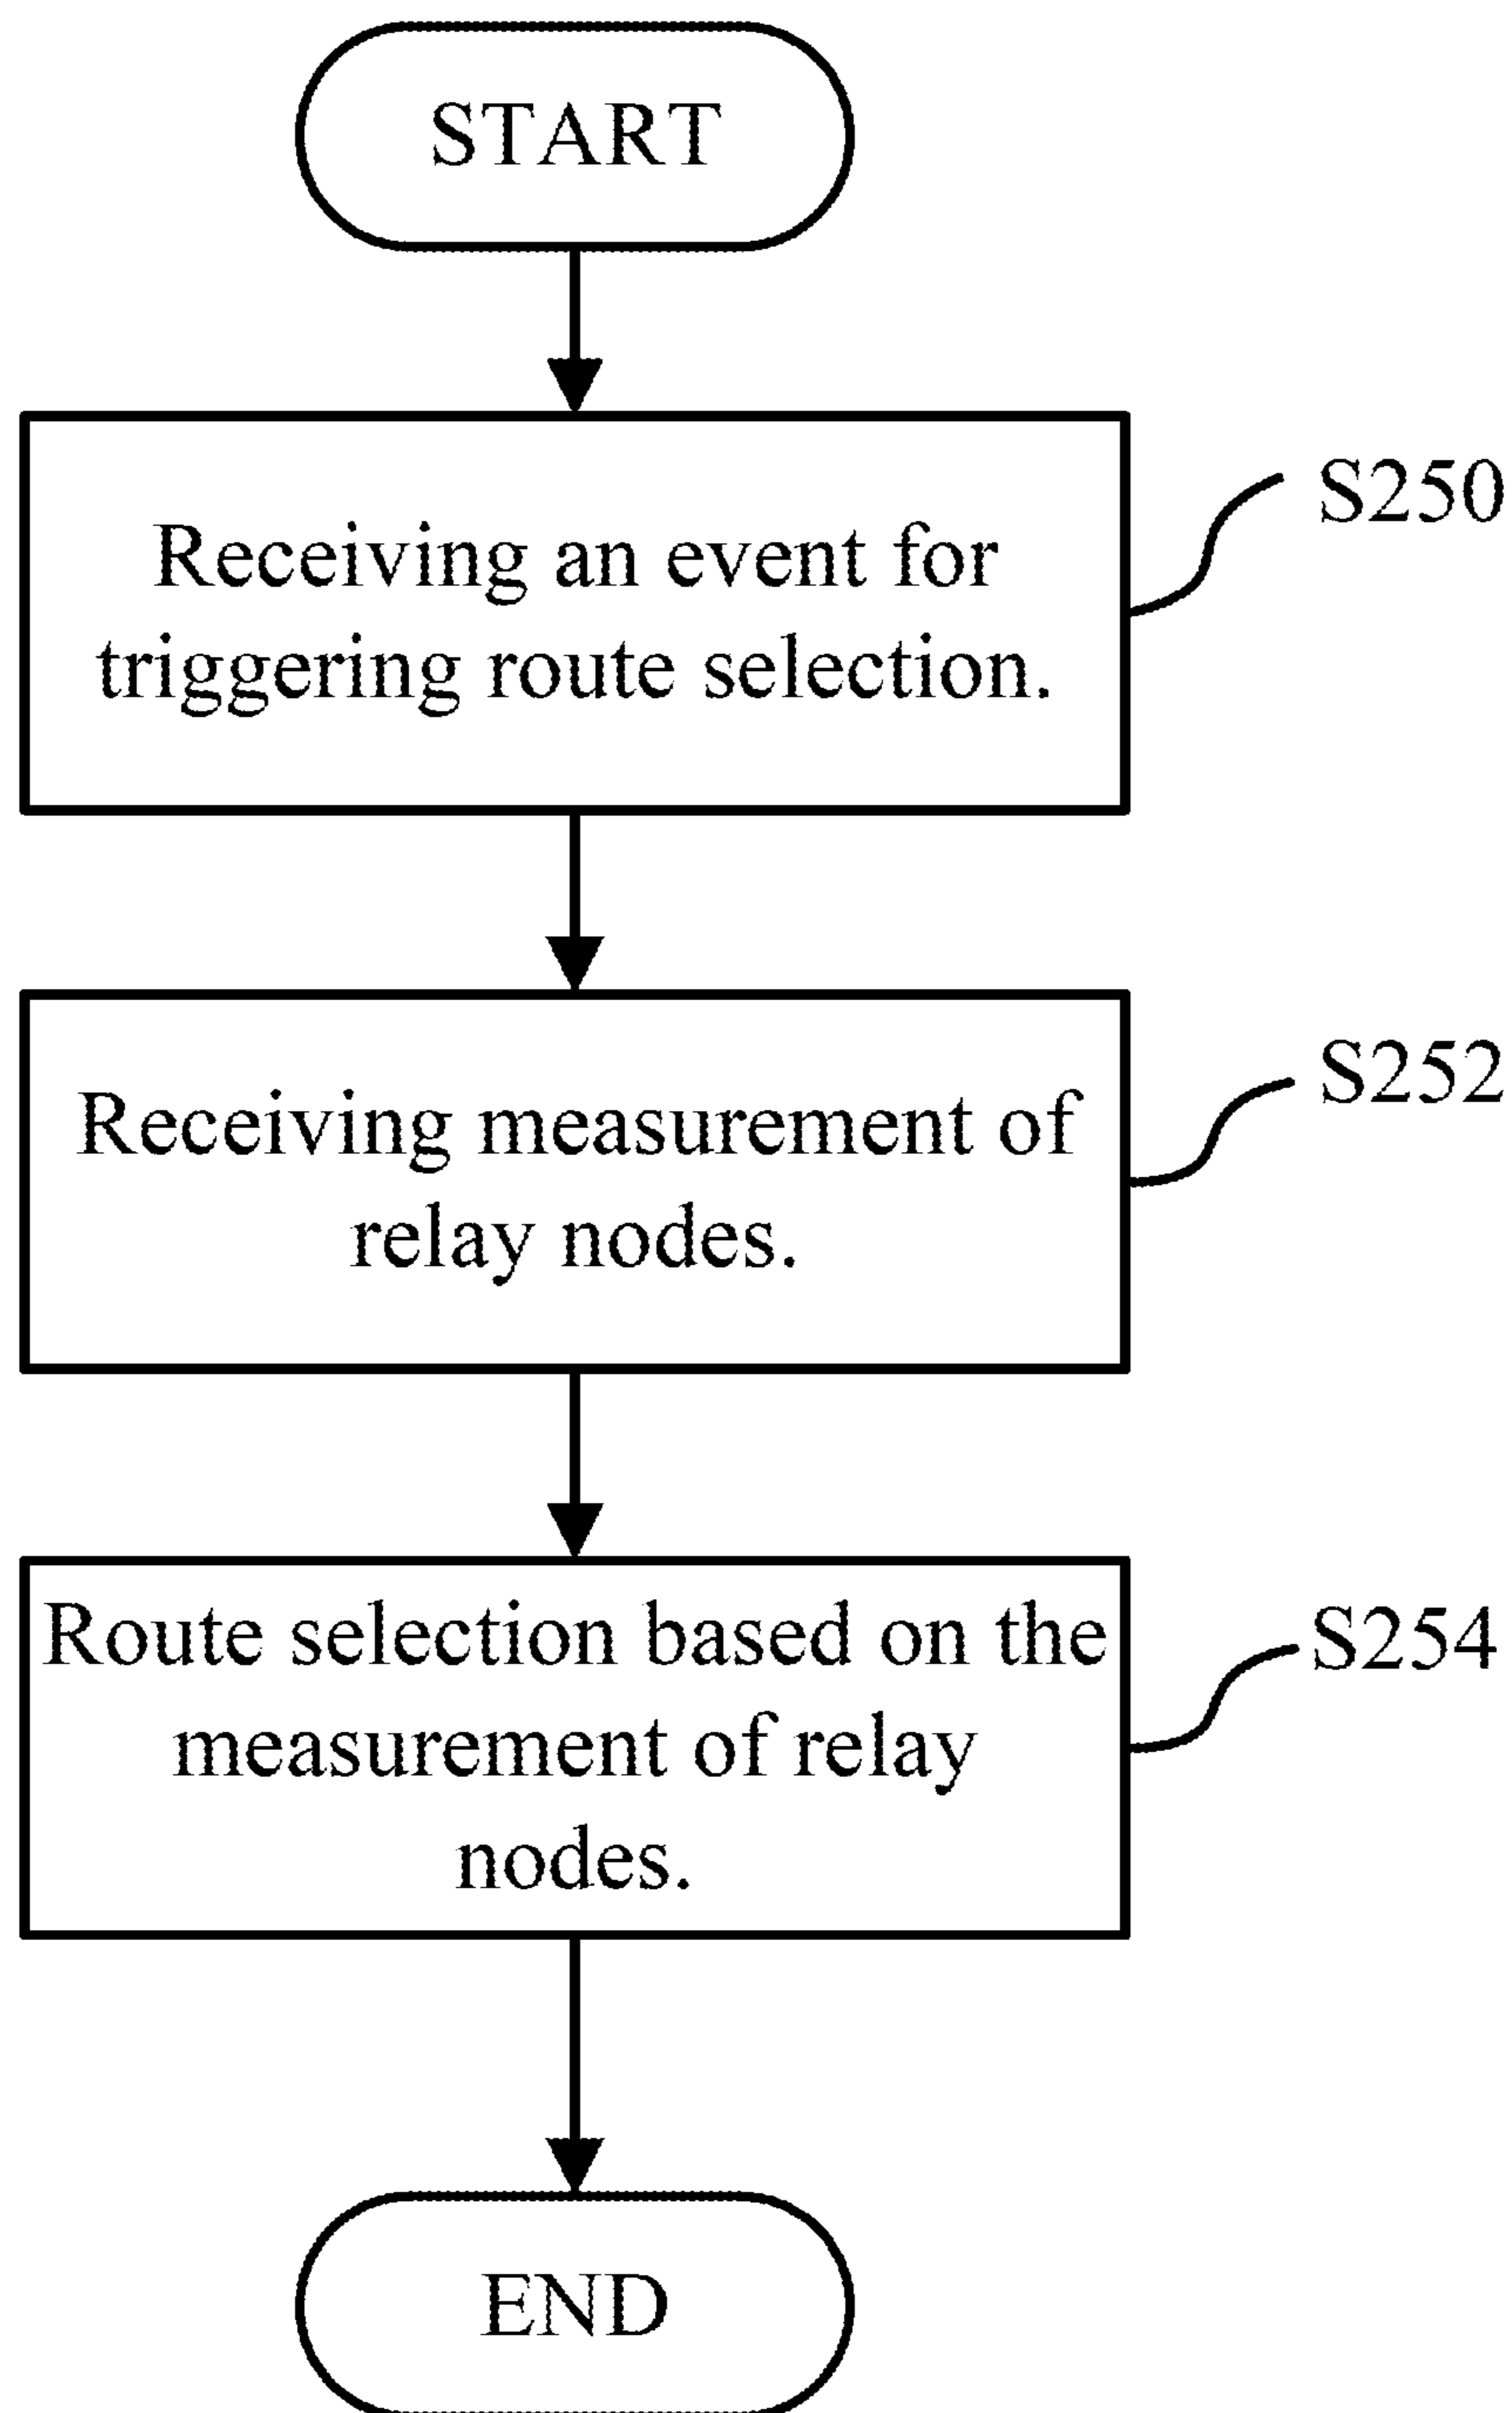 START
S250
Receiving an event for
triggering route selection.
S252
Receiving measurement of
relay nodes.
Route selection based on the
S254
measurement of relay
nodes.
END